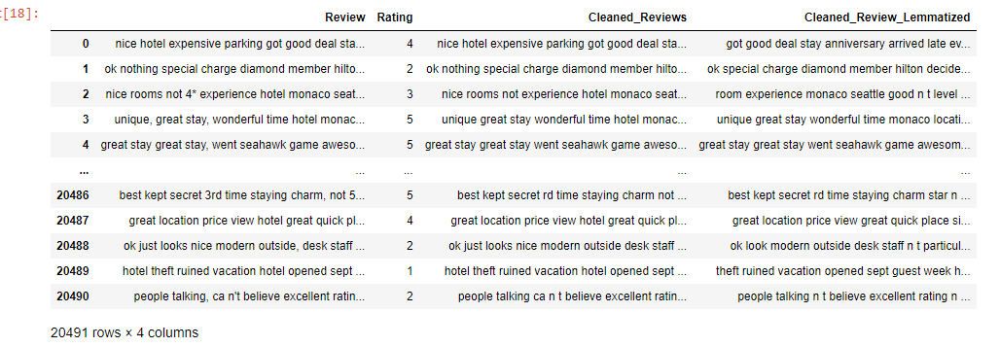 t[18]:
Review Rating Cleaned_Reviews Cleaned_Review_Lemmatized
0 nice hotel expensive parking got good deal sta... 4 nice hotel expensive parking got good deal sta... got good deal stay anniversary arrived late ev...
1 ok nothing special charge diamond member hilto... 2 ok nothing special charge diamond member hilto... ok special charge diamond member hilton decide...
2 nice rooms not 4* experience hotel monaco seat... 3 nice rooms not experience hotel monaco seat... room experience monaco seattle good n t level ...
3 unique, great stay, wonderful time hotel monac... 5 unique great stay wonderful time hotel monac... unique great stay wonderful time monaco locati...
4 great stay great stay, went seahawk game aweso... 5 great stay great stay went seahawk game aweso... great stay great stay went seahawk game awesom...
... ... ... ... ...
20486 best kept secret 3rd time staying charm, not 5... 5 best kept secret rd time staying charm not ... best kept secret rd time staying charm star n ...
20487 great location price view hotel great quick pl... 4 great location price view hotel great quick pl... great location price view great quick place si...
20488 ok just looks nice modern outside, desk staff ... 2 ok just looks nice modern outside desk staff ... ok look modern outside desk staff n t particul...
20489 hotel theft ruined vacation hotel opened sept ... 1 hotel theft ruined vacation hotel opened sept ... theft ruined vacation opened sept guest week h...
20490 people talking, ca n't believe excellent ratin... 2 people talking ca n t believe excellent ratin... people talking n t believe excellent rating n ...
20491 rows × 4 columns